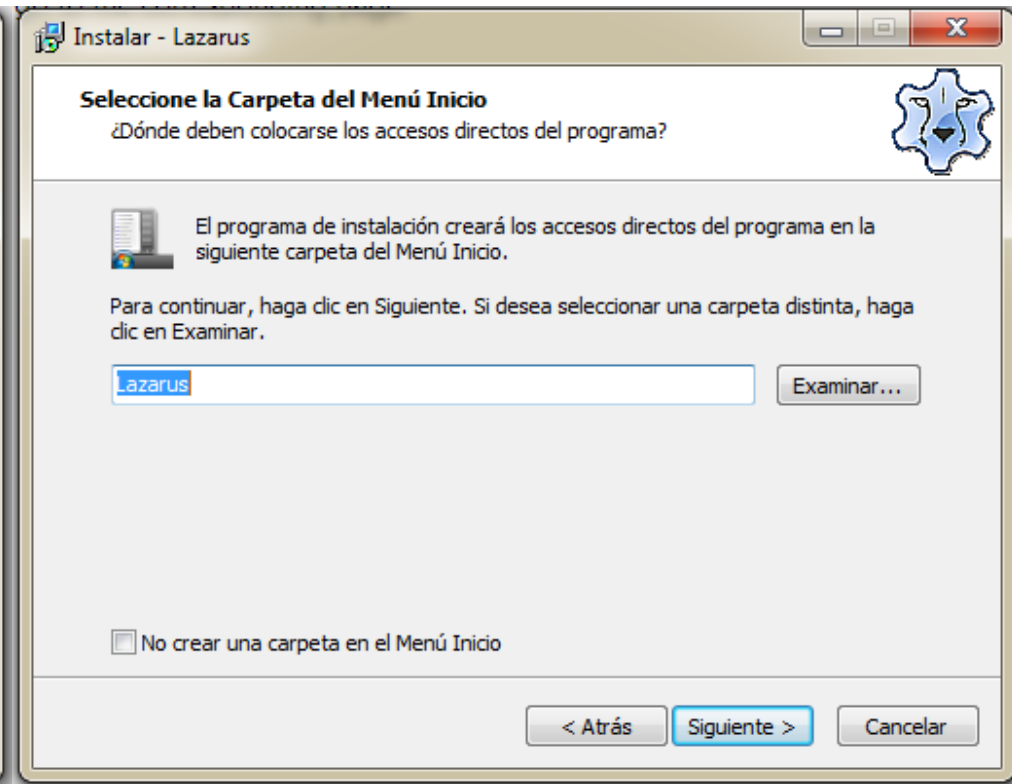 Instalar - Lazarus
Seleccione la Carpeta del Menú Inicio
¿Dónde deben colocarse los accesos directos del programa?
El programa de instalación creará los accesos directos del programa en la
siguiente carpeta del Menú Inicio.
Para continuar, haga clic en Siguiente. Si desea seleccionar una carpeta distinta, haga
clic en Examinar.
Lazarus
Examinar...
No crear una carpeta en el Menú Inicio
< Atrás
Siguiente >
Cancelar